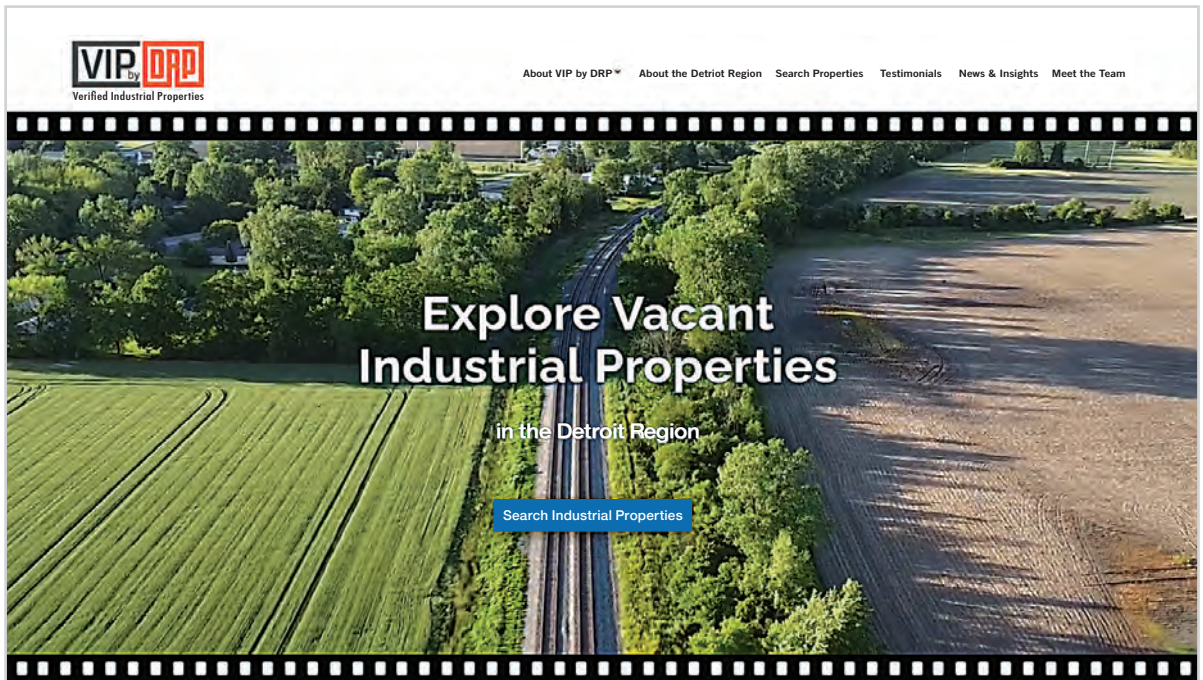 VIP by DRP
Verified Industrial Properties
About VIP by DRP About the Detriot Region Search Properties Testimonials News & Insights Meet the Team
Explore Vacant
Industrial Properties
in the Detroit Region
Search Industrial Properties